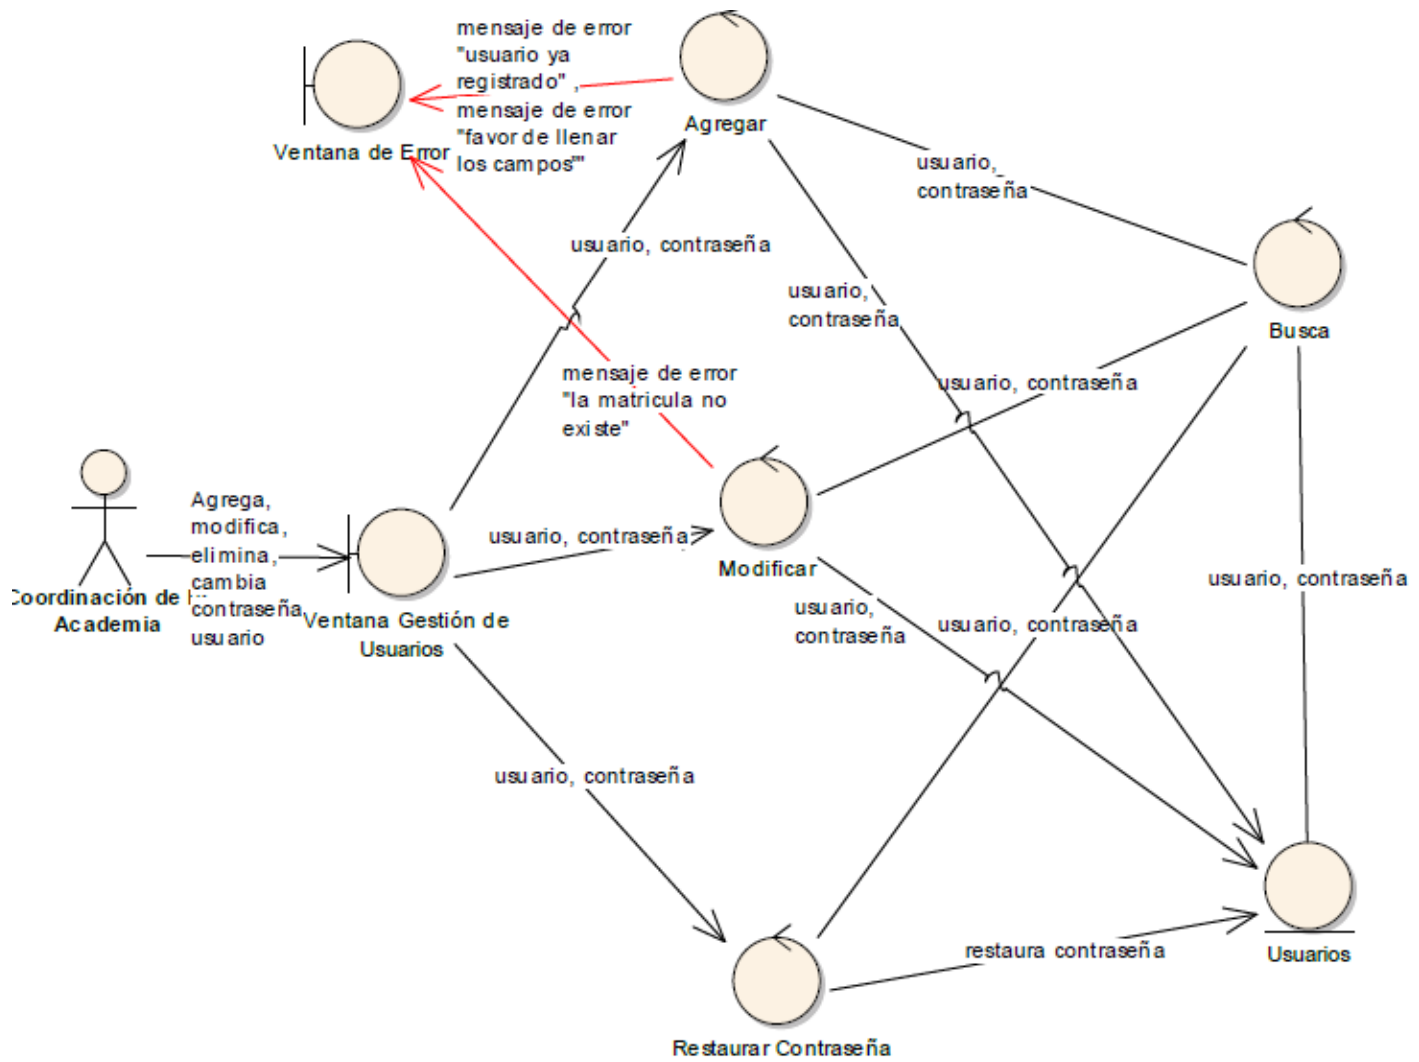 mensaje de error
"usuario ya
registrado" ,
mensaje de error
"favor de llenar
los campos""
Ventana de Error
Agregar
usuario,
contraseña
usuario, contraseña
usuario,
contraseña
Busca
mensaje de error
"la matricula no
existe"
usuario, contraseña
Agrega,
modifica,
elimina,
cambia
contraseña
usuario
Coordinación de
Academia
Ventana Gestión de
Usuarios
usuario, contraseña
Modificar
usuario,
contraseña
usuario, contraseña
usuario, contraseña
usuario, contraseña
restaura contraseña
Usuarios
Restaurar Contraseña